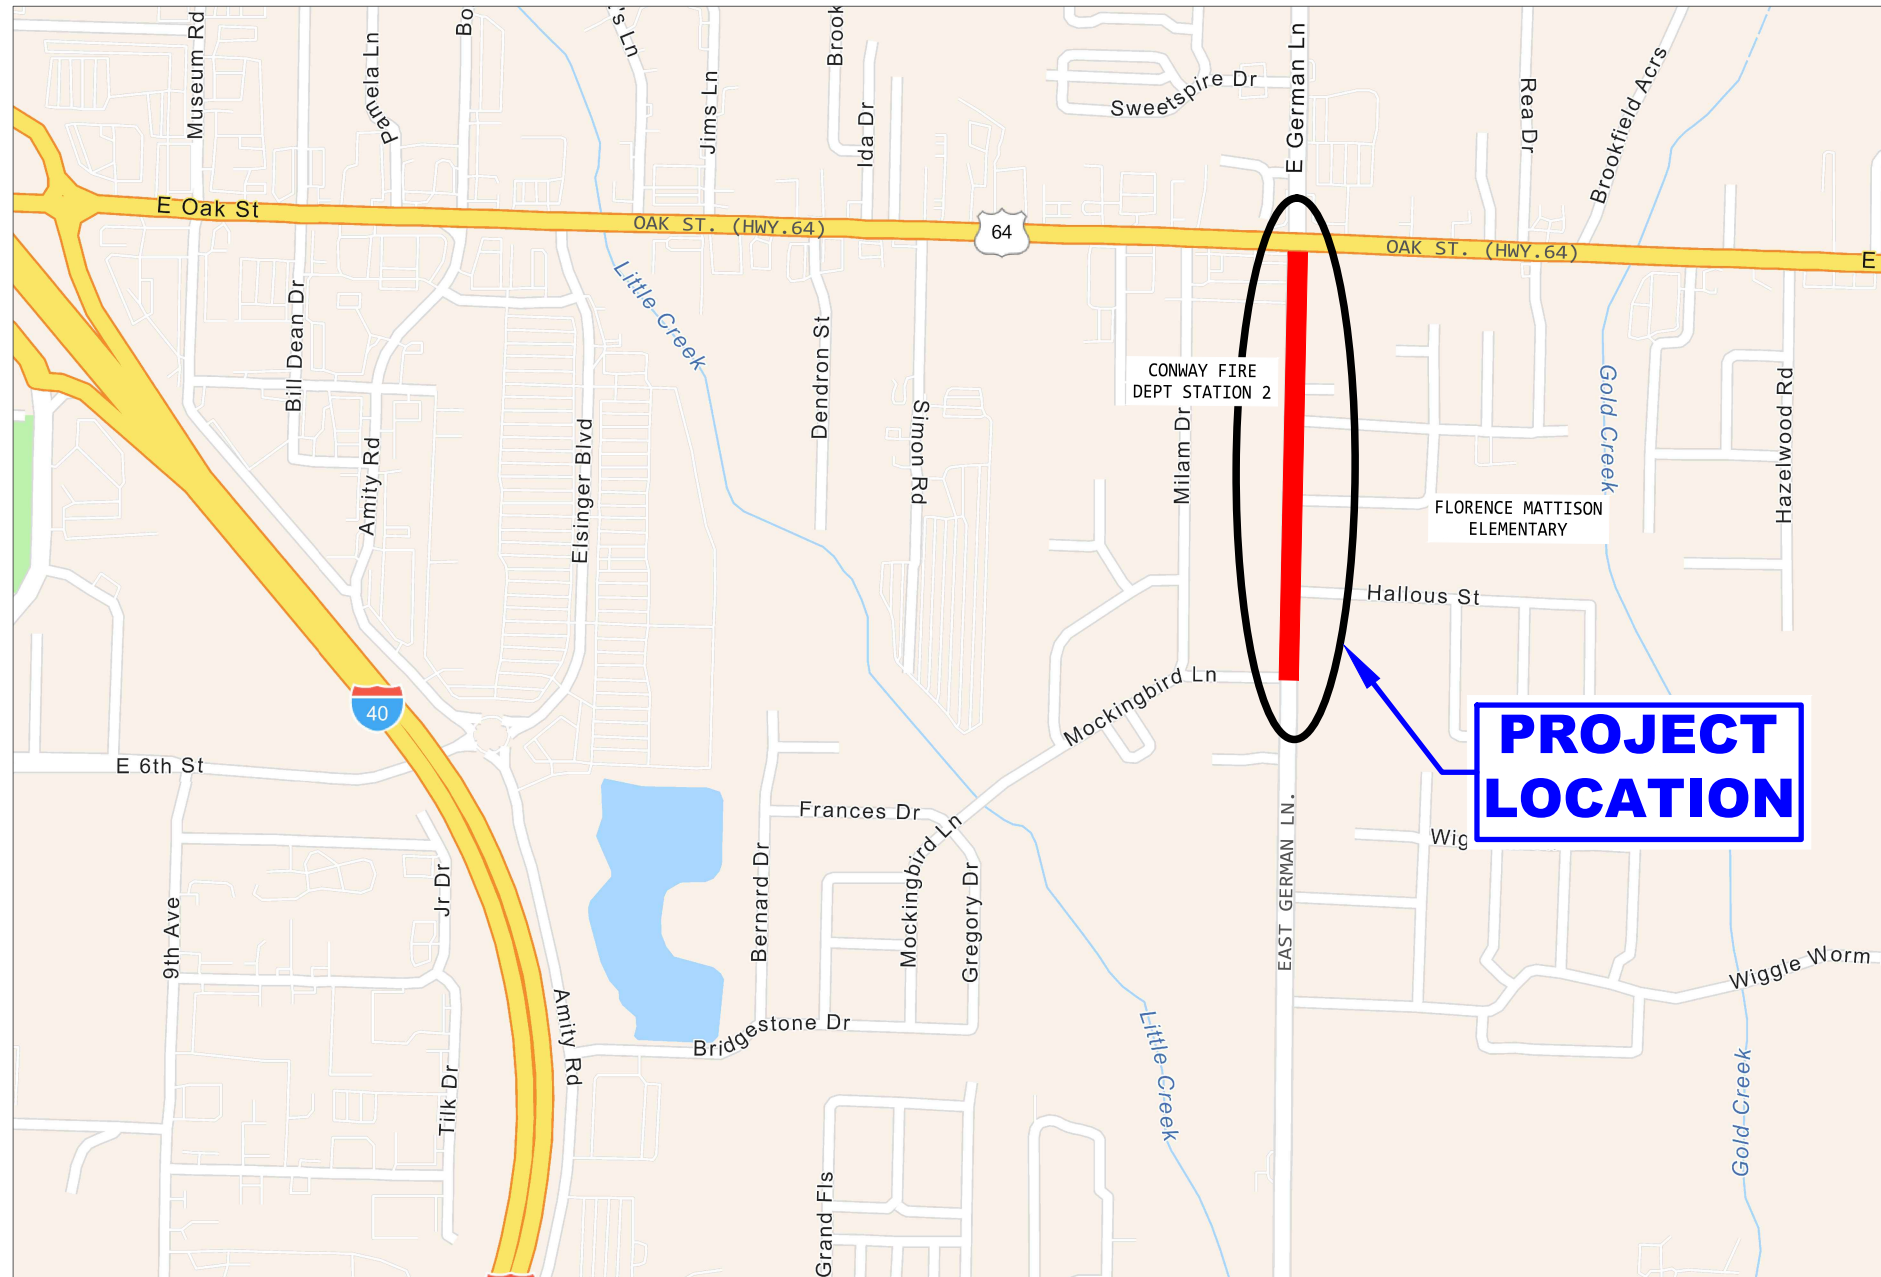 Museum Rd
Pamela Ln
Bo
s Ln
Jims Ln
Brook
Ida Dr
Sweetspire Dr
E German Ln
Rea Dr
Brookfield Acrs
E Oak St
OAK ST. (HWY.64)
64
OAK ST. (HWY.64)
E
Little Creek
Bill Dean Dr
Amity Rd
Elsinger Blvd
Dendron St
Simon Rd
CONWAY FIRE
DEPT STATION 2
Milam Dr
Gold Creek
Hazelwood Rd
FLORENCE MATTISON
ELEMENTARY
Hallous St
Mockingbird Ln
40
PROJECT
LOCATION
E 6th St
Frances Dr
Mockingbird Ln
Wig
Jr Dr
Bernard Dr
Gregory Dr
EAST GERMAN LN.
9th Ave
Wiggle Worm
Amity Rd
Bridgestone Dr
Little Creek
Gold Creek
Tilk Dr
Grand Fls